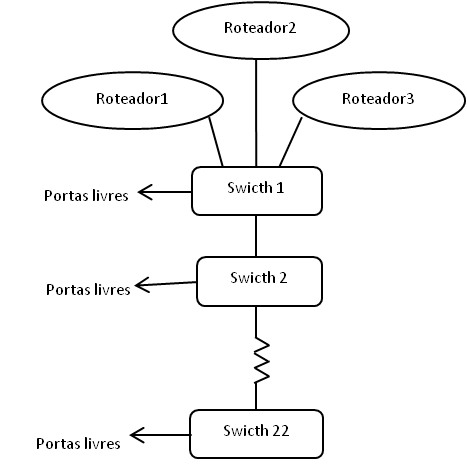 Roteador2
Roteador1
Roteador3
Swicth 1
Portas livres
Swicth 2
Portas livres
Swicth 22
Portas livres